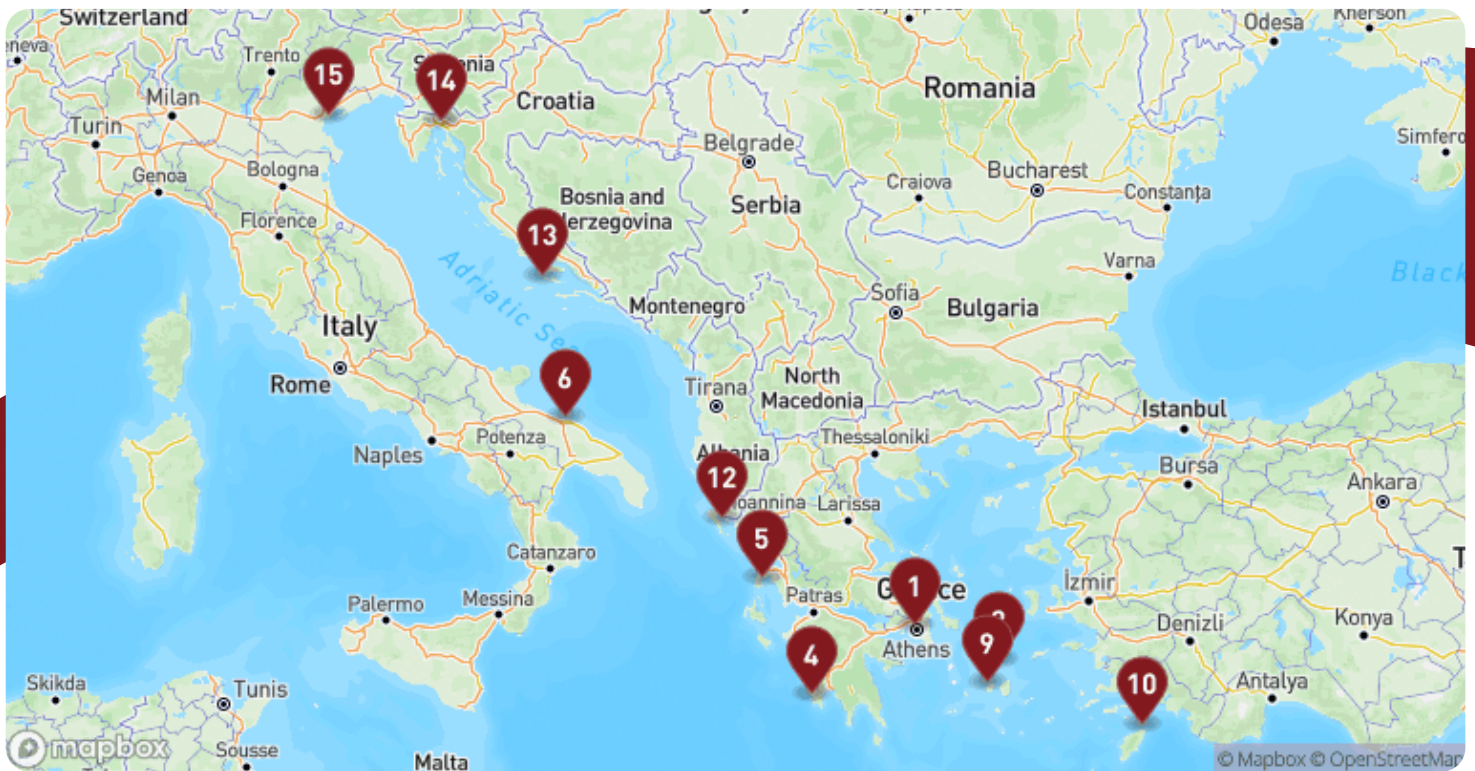 Switzerland
Odesa
Kherson
Trento
15
14
Milan
Croatia
Romania
Turin
Belgrade
Simfero
Genoa
Bologna
Bucharest
Craiova
Constanța
Bosnia and
Herzegovina
Serbia
Florence
13
Adriatic Sea
Varna
Black
Sofia
Montenegro
Bulgaria
Italy
Rome
6
Tirana
North
Macedonia
Istanbul
Naples
Potenza
Albania
Thessaloniki
Bursa
12
Ankara
Ioannina
Larissa
5
Catanzaro
1
Greece
İzmir
Palermo
Messina
Patras
Konya
Denizli
9
4
Athens
Skikda
Tunis
10
Antalya
mapbox
Sousse
Malta
© Mapbox © OpenStreetMap